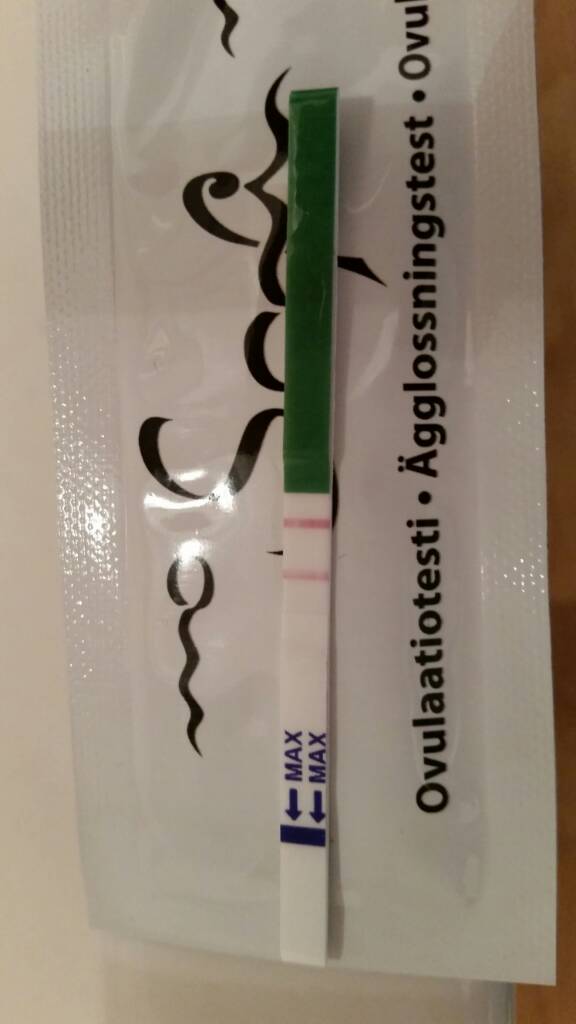 Ovulaatiotesti • Ägglossningstest • Ovul
MAX
MAX